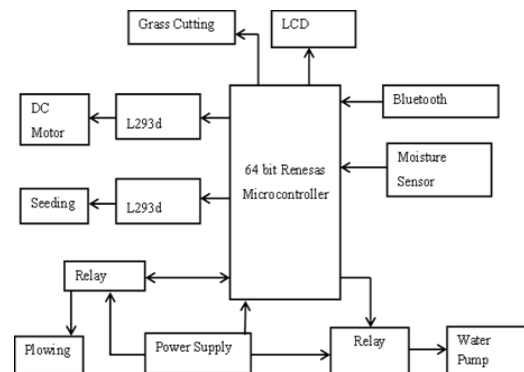 Grass Cutting
LCD
DC
Motor
L293d
Bluetooth
64 bit Renesas
Microcontroller
Moisture
Sensor
Seeding
L293d
Relay
Plowing
Power Supply
Relay
Water
Pump